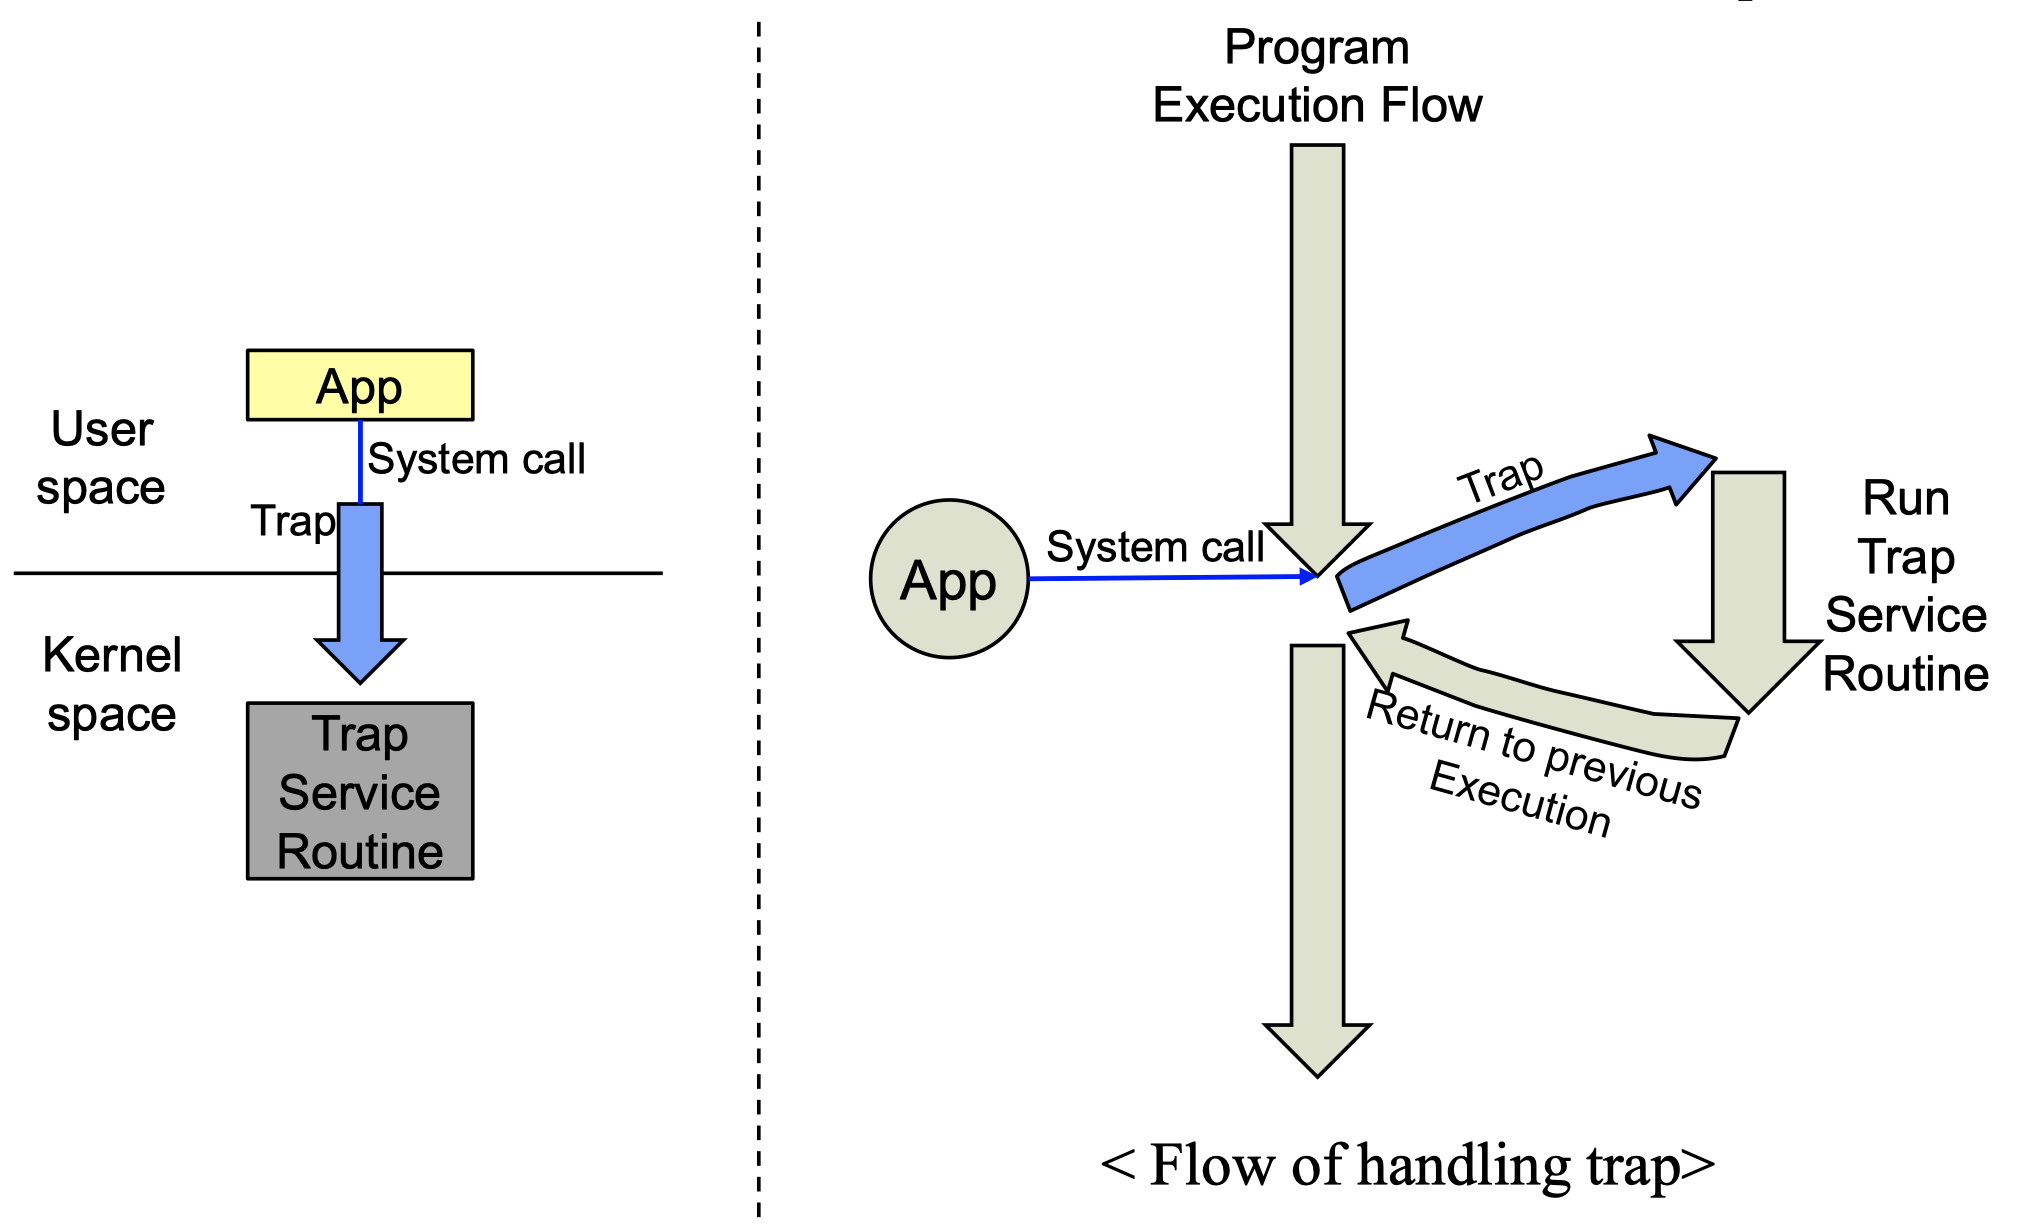 App
User
space
System call
Trap
Kernel
space
Trap
Service
Routine
Program
Execution Flow
App
System call
Trap
Run
Trap
Service
Routine
Return to previous
Execution
< Flow of handling trap>